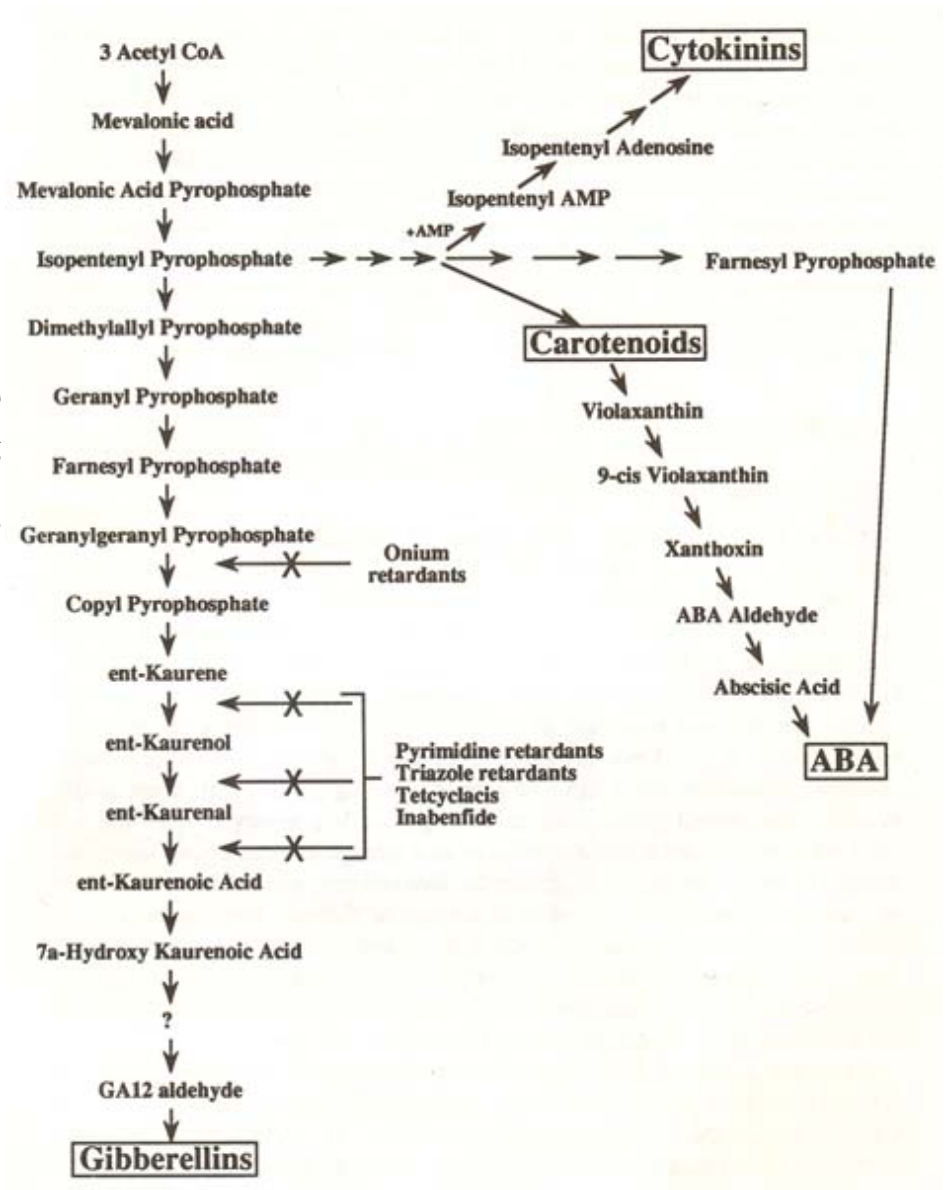 3 Acetyl CoA
Mevalonic acid
Mevalonic Acid Pyrophosphate
Isopentenyl Pyrophosphate
Dimethylallyl Pyrophosphate
Geranyl Pyrophosphate
Farnesyl Pyrophosphate
Geranylgeranyl Pyrophosphate
Onium
retardants
X
Copyl Pyrophosphate
ent-Kaurene
X
ent-Kaurenol
X
ent-Kaurenal
X
Pyrimidine retardants
Triazole retardants
Tetcyclacis
Inabenfide
ent-Kaurenoic Acid
7a-Hydroxy Kaurenoic Acid
?
GA12 aldehyde
Gibberellins
+AMP
Isopentenyl AMP
Isopentenyl Adenosine
Cytokinins
Farnesyl Pyrophosphate
Carotenoids
Violaxanthin
9-cis Violaxanthin
Xanthoxin
ABA Aldehyde
Abscisic Acid
ABA